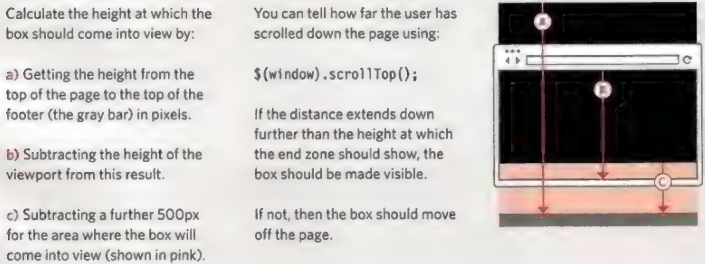 Calculate the height at which the
box should come into view by:
a) Getting the height from the
top of the page to the top of the
footer (the gray bar) in pixels.
b) Subtracting the height of the
viewport from this result.
c) Subtracting a further 500px
for the area where the box will
come into view (shown in pink).
You can tell how far the user has
scrolled down the page using:
$(window).scrollTop();
If the distance extends down
further than the height at which
the end zone should show, the
box should be made visible.
If not, then the box should move
off the page.
C